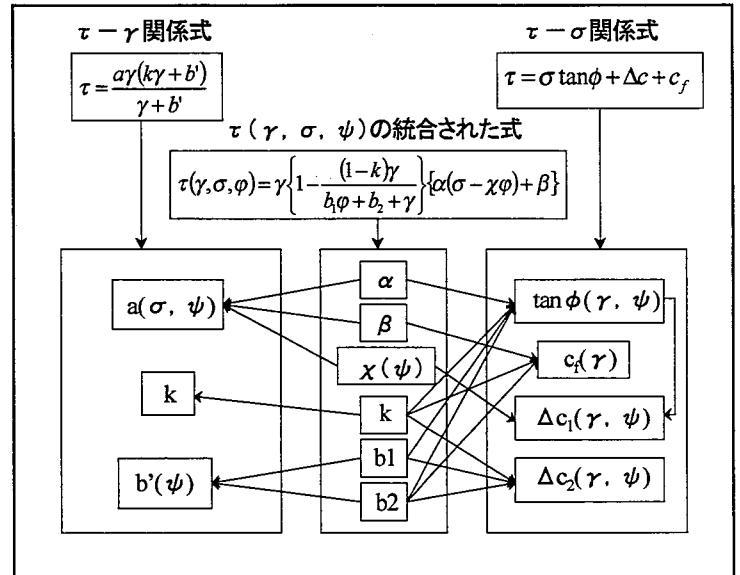 τ－γ関係式
τ－σ関係式
τ = aγ(kγ+b') / γ+b'
τ = σ tanϕ + Δc + c_f
τ（γ，σ，ψ）の統合された式
τ(γ,σ,φ) = γ{1 - (1-k)γ / b₁φ+b₂+γ}{α(σ-χφ)+β}
a(σ, ψ)
k
b'(ψ)
α
β
χ(ψ)
k
b1
b2
tanϕ(γ, ψ)
c_f(γ)
Δc₁(γ, ψ)
Δc₂(γ, ψ)